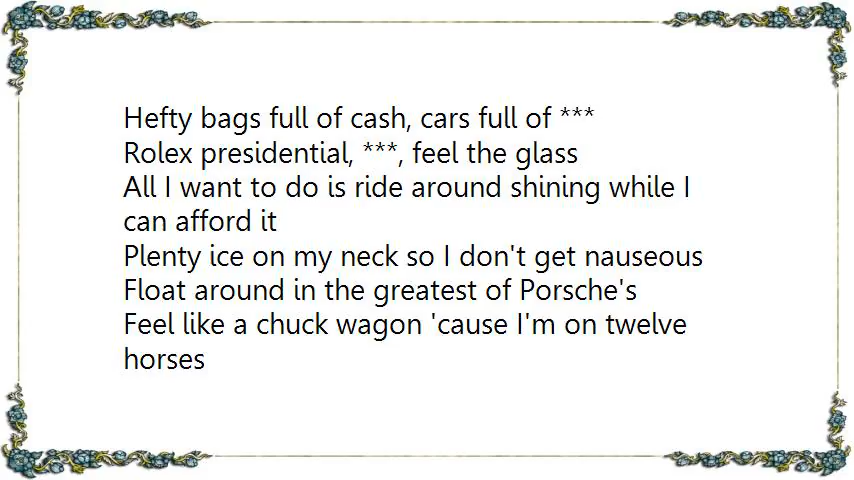 Hefty bags full of cash, cars full of ***
Rolex presidential, ***, feel the glass
All I want to do is ride around shining while I
can afford it
Plenty ice on my neck so I don't get nauseous
Float around in the greatest of Porsche's
Feel like a chuck wagon 'cause I'm on twelve
horses